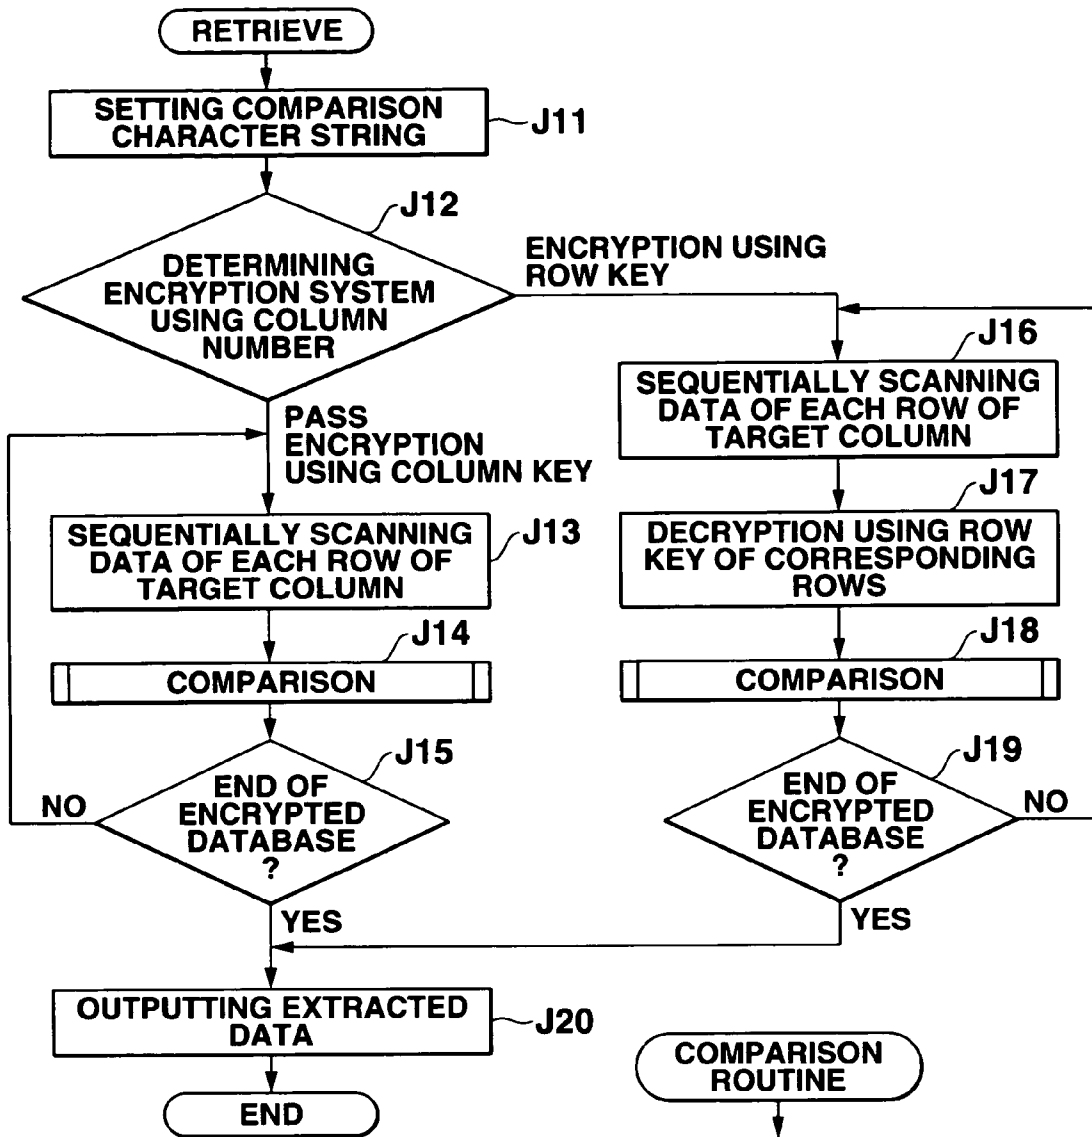 RETRIEVE
SETTING COMPARISON
CHARACTER STRING
J11
J12
DETERMINING
ENCRYPTION SYSTEM
USING COLUMN
NUMBER
ENCRYPTION USING
ROW KEY
PASS
ENCRYPTION
USING COLUMN KEY
SEQUENTIALLY SCANNING
DATA OF EACH ROW OF
TARGET COLUMN
J13
J14
COMPARISON
J15
END OF
ENCRYPTED
DATABASE
?
NO
YES
J16
SEQUENTIALLY SCANNING
DATA OF EACH ROW OF
TARGET COLUMN
J17
DECRYPTION USING ROW
KEY OF CORRESPONDING
ROWS
J18
COMPARISON
J19
END OF
ENCRYPTED
DATABASE
?
NO
YES
OUTPUTTING EXTRACTED
DATA
J20
END
COMPARISON
ROUTINE